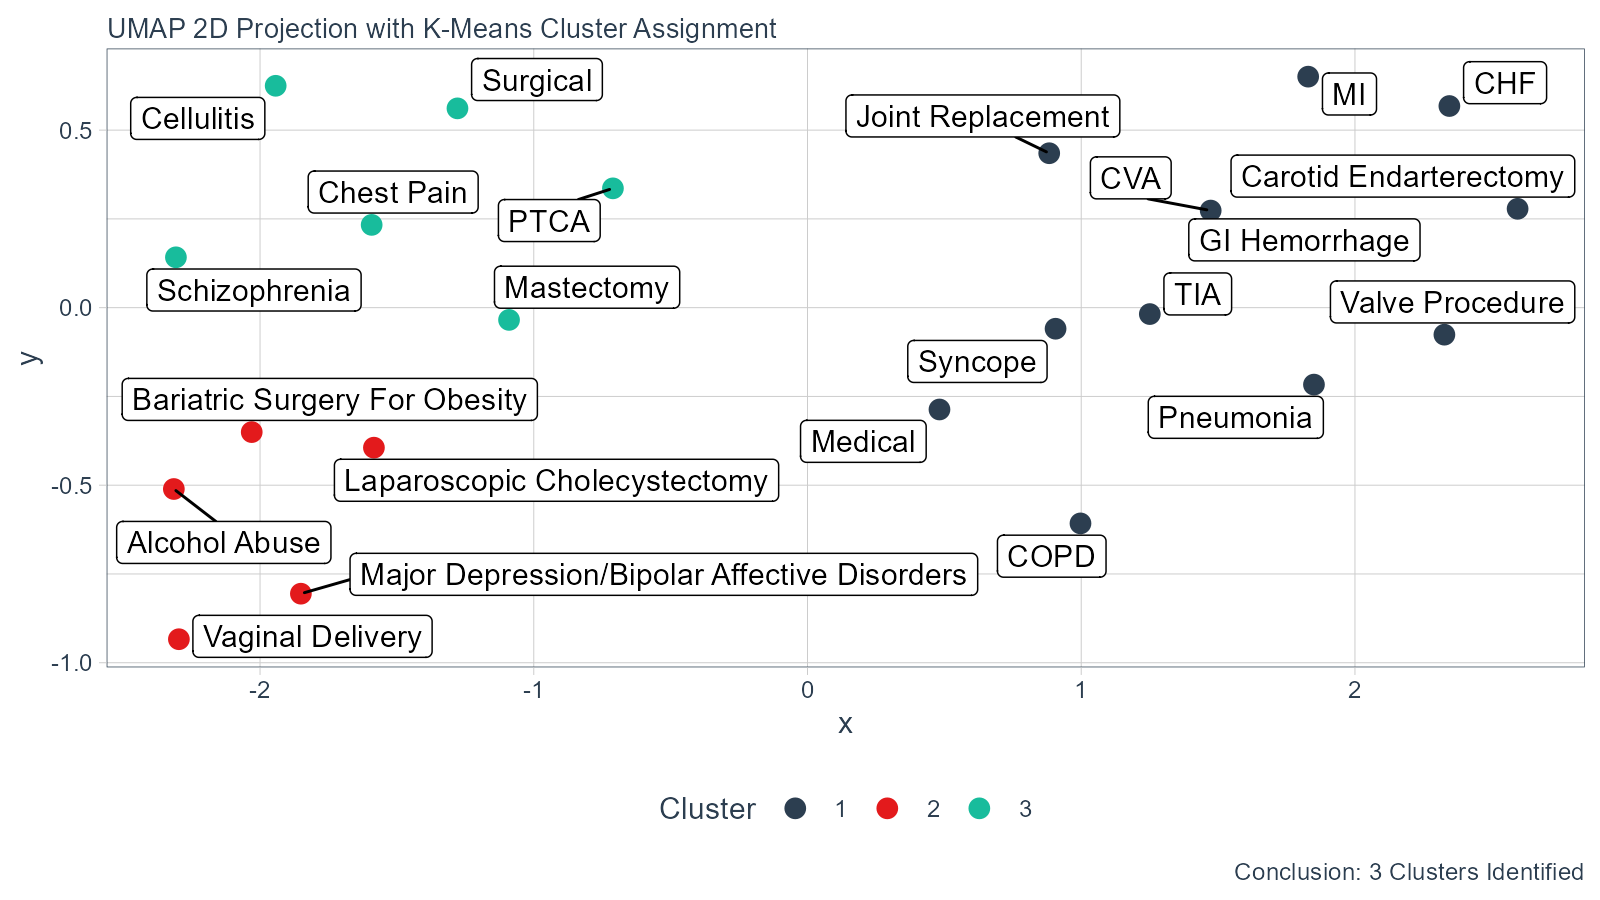 UMAP 2D Projection with K-Means Cluster Assignment
Surgical
CHF
MI
Cellulitis
Joint Replacement
0.5
CVA
Carotid Endarterectomy
Chest Pain
PTCA
GI Hemorrhage
Schizophrenia
Mastectomy
TIA
Valve Procedure
0.0
y
Syncope
Bariatric Surgery For Obesity
Pneumonia
Medical
Laparoscopic Cholecystectomy
-0.5
Alcohol Abuse
COPD
Major Depression/Bipolar Affective Disorders
Vaginal Delivery
-1.0
-2 -1 0 1 2
x
Cluster 1 2 3
Conclusion: 3 Clusters Identified